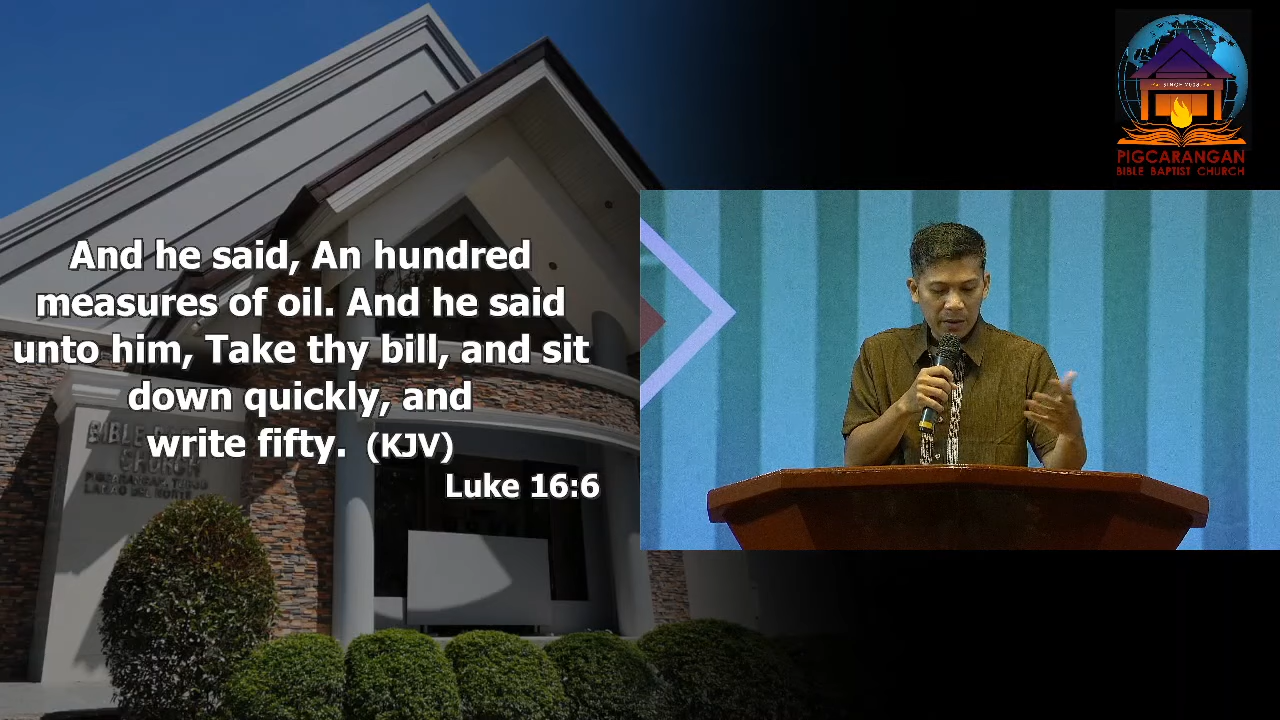 And he said, An hundred
measures of oil. And he said
unto him, Take thy bill, and sit
down quickly, and
write fifty. (KJV)
Luke 16:6
PIGCARANGAN
BIBLE BAPTIST CHURCH
BIBLE
CHURCH